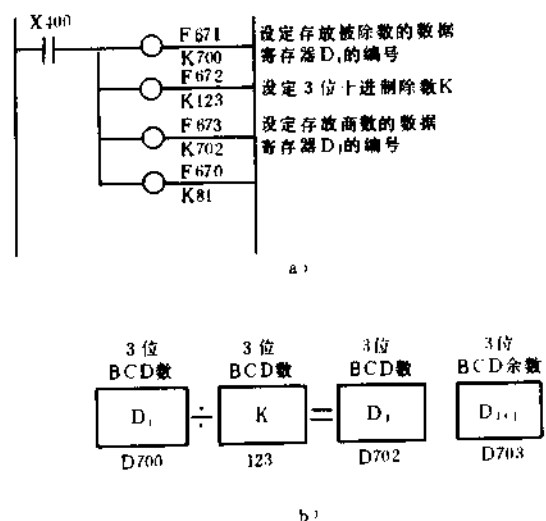 X400
F671 设定存放被除数的数据
K700 寄存器Di的编号
F672
K123 设定3位十进制除数K
F673 设定存放商数的数据
K702 寄存器Dj的编号
F670
K81
a)
3位 3位 3位 3位
BCD数 BCD数 BCD数 BCD余数
Di ÷ K = Dj Dj+1
D700 123 D702 D703
b)